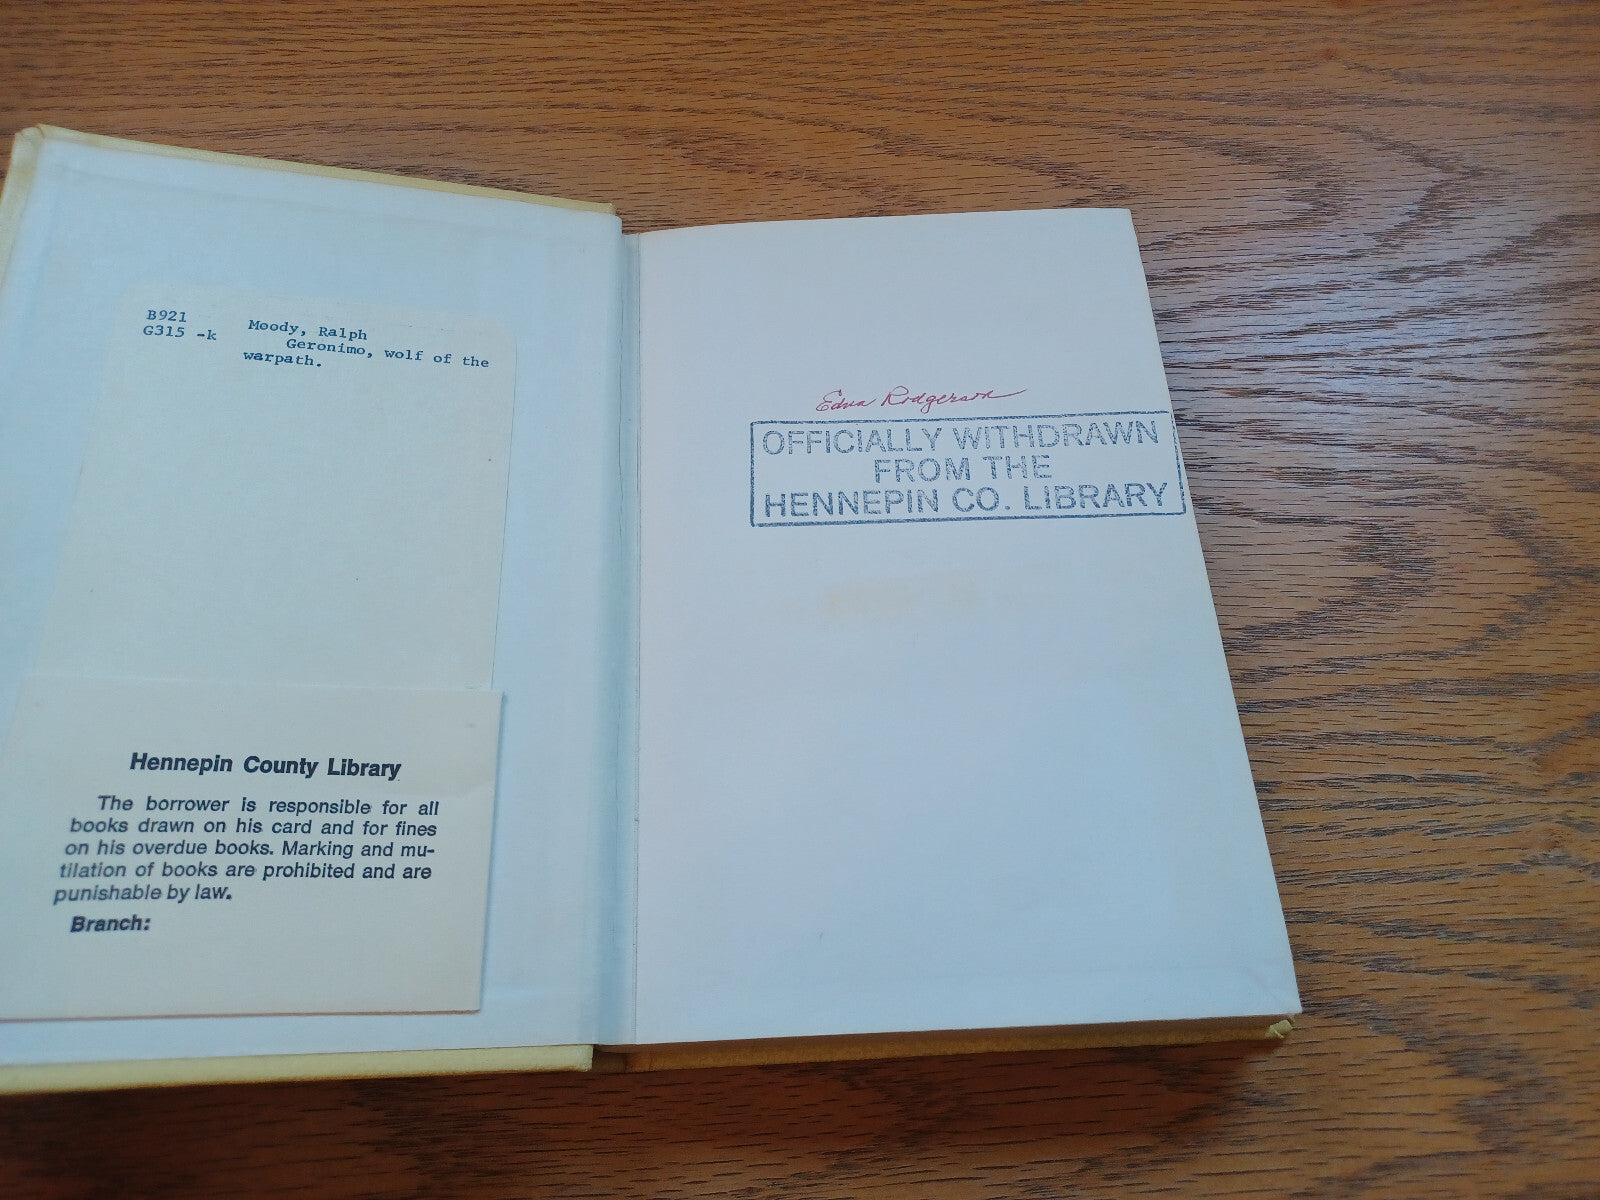 B921
G315 -k
Moody, Ralph
Geronimo, wolf of the
warpath.
Hennepin County Library
The borrower is responsible for all
books drawn on his card and for fines
on his overdue books. Marking and mu-
tilation of books are prohibited and are
punishable by law.
Branch:
Edna Rodgerson
OFFICIALLY WITHDRAWN
FROM THE
HENNEPIN CO. LIBRARY